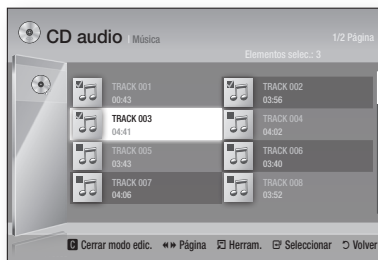 CD audio | Música 1/2 Página
Elementos selec.: 3
TRACK 001
00:43
TRACK 002
03:56
TRACK 003
04:41
TRACK 004
04:02
TRACK 005
03:43
TRACK 006
03:40
TRACK 007
04:06
TRACK 008
03:52
C Cerrar modo edic. Página Herram. Seleccionar Volver